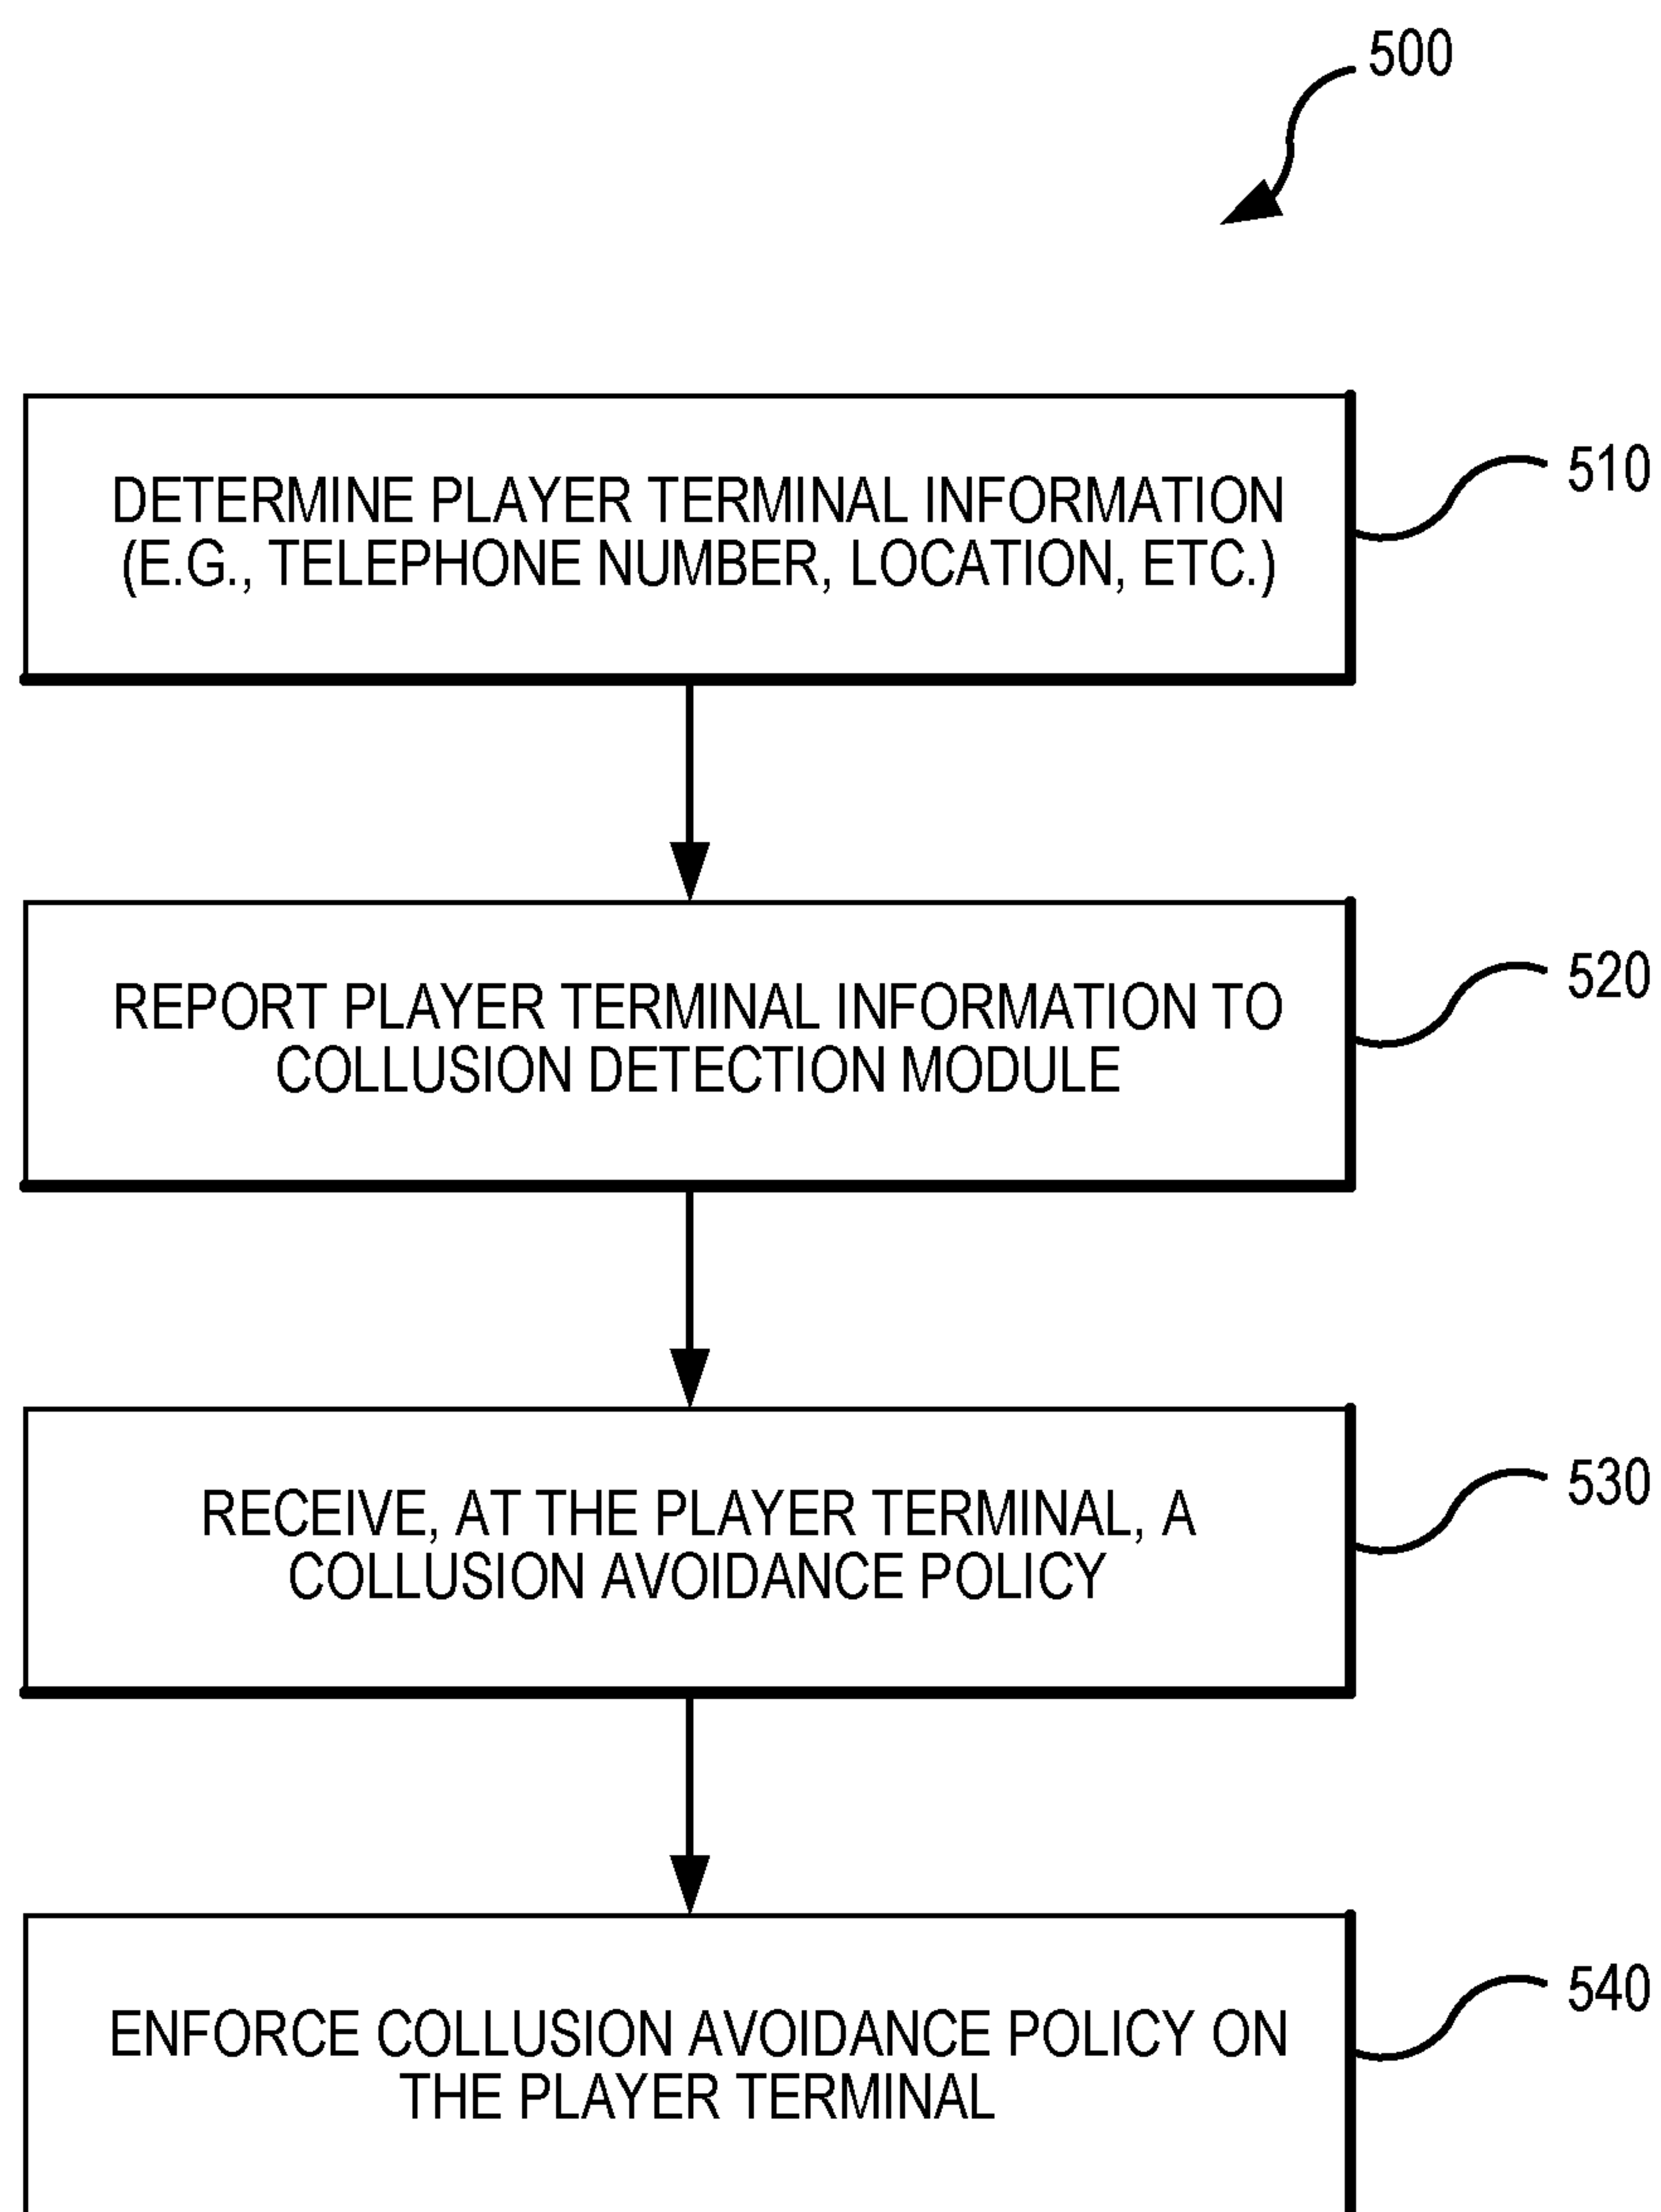 500
DETERMINE PLAYER TERMINAL INFORMATION
(E.G., TELEPHONE NUMBER, LOCATION, ETC.)
510
REPORT PLAYER TERMINAL INFORMATION TO
COLLUSION DETECTION MODULE
520
RECEIVE, AT THE PLAYER TERMINAL, A
COLLUSION AVOIDANCE POLICY
530
ENFORCE COLLUSION AVOIDANCE POLICY ON
THE PLAYER TERMINAL
540